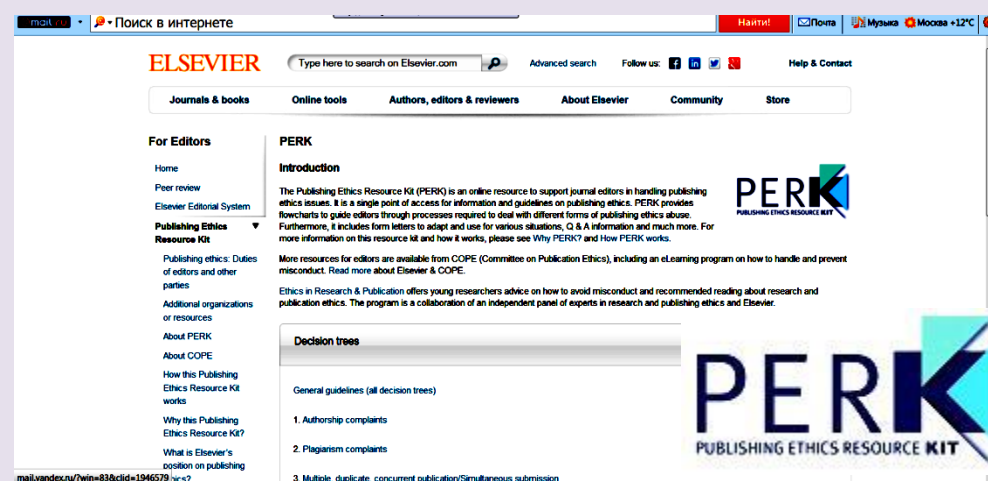 mail.ru
Поиск в интернете
Найти!
Почта
Музыка
Москва +12°C
ELSEVIER
Type here to search on Elsevier.com
Advanced search
Follow us:
Help & Contact
Journals & books
Online tools
Authors, editors & reviewers
About Elsevier
Community
Store
For Editors
Home
Peer review
Elsevier Editorial System
Publishing Ethics
Resource Kit
Publishing ethics: Duties
of editors and other
parties
Additional organizations
or resources
About PERK
About COPE
How this Publishing
Ethics Resource Kit
works
Why this Publishing
Ethics Resource Kit?
What is Elsevier's
position on publishing
mail.yandex.ru/?win=83&clid=1946579
PERK
Introduction
The Publishing Ethics Resource Kit (PERK) is an online resource to support journal editors in handling publishing
ethics issues. It is a single point of access for information and guidelines on publishing ethics. PERK provides
flowcharts to guide editors through processes required to deal with different forms of publishing ethics abuse.
Furthermore, it includes form letters to adapt and use for various situations, Q & A information and much more. For
more information on this resource kit and how it works, please see Why PERK? and How PERK works.
PERK
PUBLISHING ETHICS RESOURCE KIT
More resources for editors are available from COPE (Committee on Publication Ethics), including an eLearning program on how to handle and prevent
misconduct. Read more about Elsevier & COPE.
Ethics in Research & Publication offers young researchers advice on how to avoid misconduct and recommended reading about research and
publication ethics. The program is a collaboration of an independent panel of experts in research and publishing ethics and Elsevier.
Decision trees
General guidelines (all decision trees)
1. Authorship complaints
2. Plagiarism complaints
3. Multiple, duplicate, concurrent publication/Simultaneous submission
PERK
PUBLISHING ETHICS RESOURCE KIT